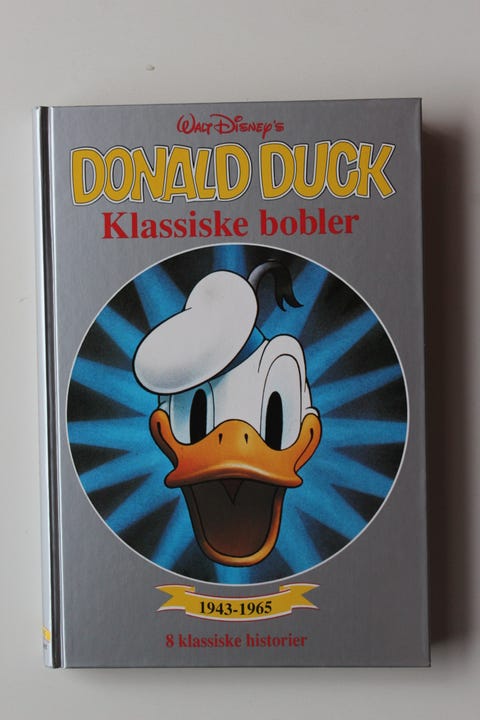 Walt Disney's
DONALD DUCK
Klassiske bobler
1943-1965
8 klassiske historier